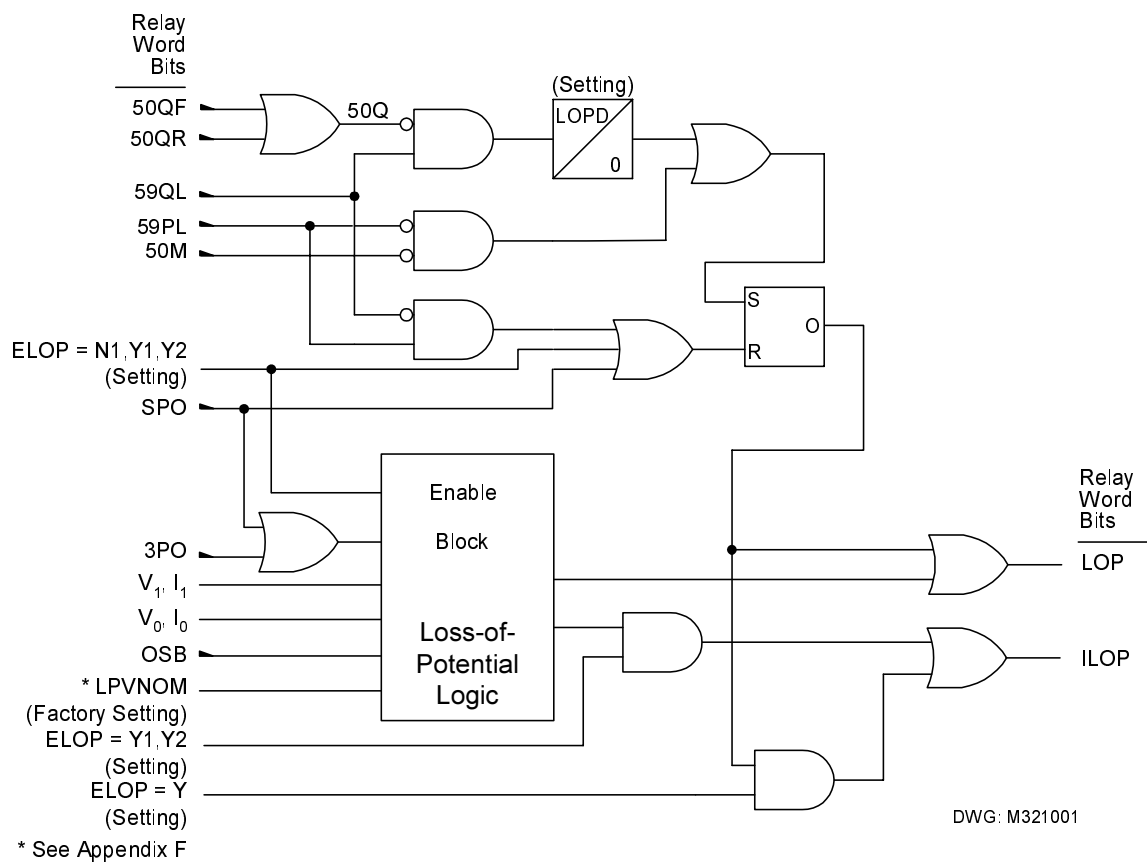 Relay
Word
Bits
50QF
50QR
50Q
(Setting)
LOPD
0
59QL
59PL
50M
S
O
R
ELOP = N1,Y1,Y2
(Setting)
SPO
Enable
Block
3PO
V1, I1
V0, I0
OSB
* LPVNOM
(Factory Setting)
Loss-of-
Potential
Logic
ELOP = Y1,Y2
(Setting)
ELOP = Y
(Setting)
* See Appendix F
Relay
Word
Bits
LOP
ILOP
DWG: M321001